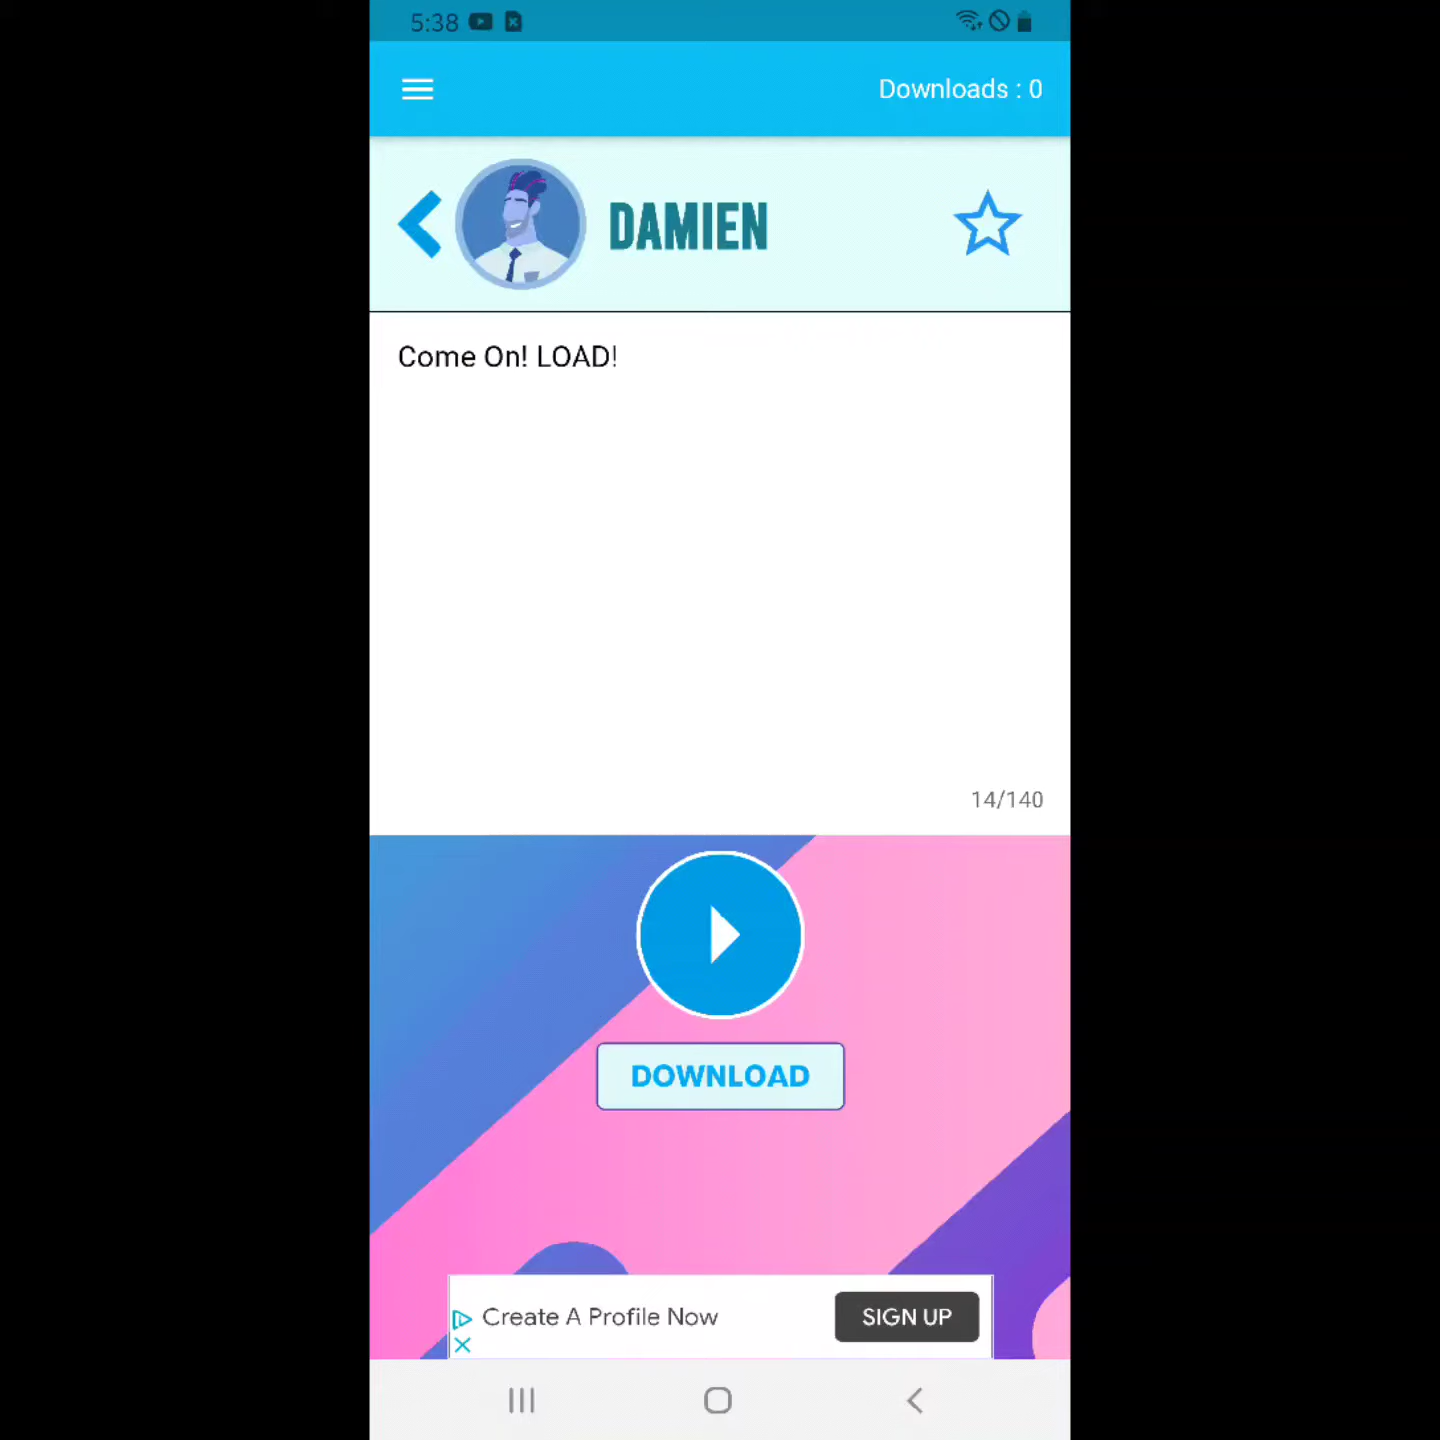 5:38
Downloads : 0
DAMIEN
Come On! LOAD!
14/140
DOWNLOAD
Create A Profile Now
SIGN UP